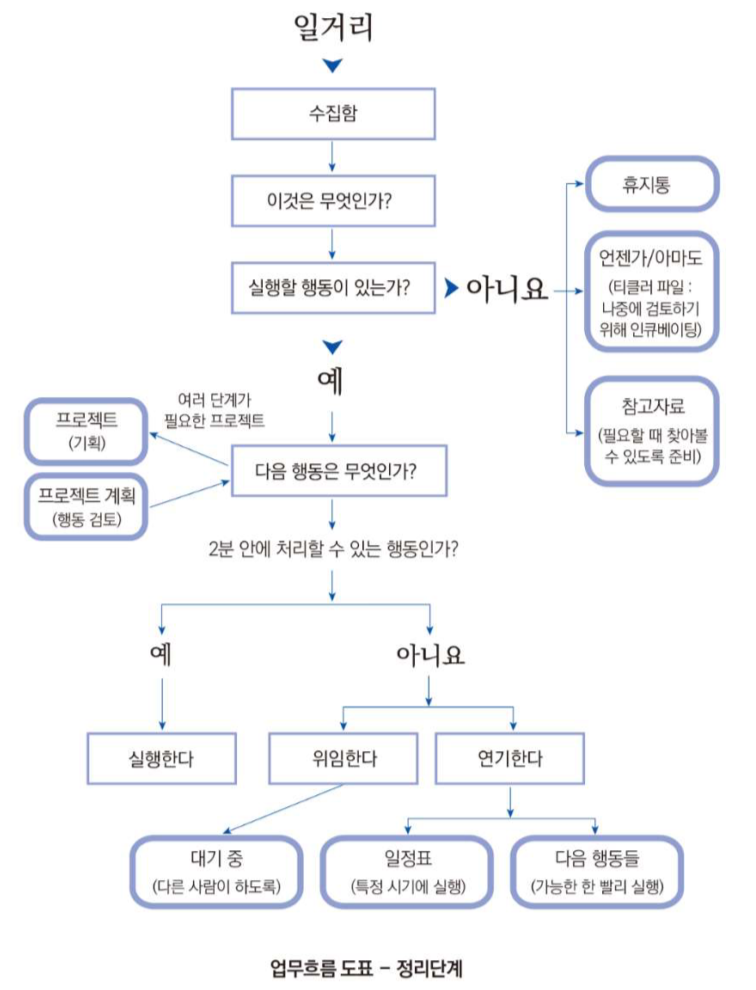 일거리
수집함
이것은 무엇인가?
실행할 행동이 있는가?
아니요
휴지통
언젠가/아마도
(티클러 파일 :
나중에 검토하기
위해 인큐베이팅)
참고자료
(필요할 때 찾아볼
수 있도록 준비)
예
여러 단계가
필요한 프로젝트
프로젝트
(기획)
프로젝트 계획
(행동 검토)
다음 행동은 무엇인가?
2분 안에 처리할 수 있는 행동인가?
예
아니요
실행한다
위임한다
연기한다
대기 중
(다른 사람이 하도록)
일정표
(특정 시기에 실행)
다음 행동들
(가능한 한 빨리 실행)
업무흐름 도표 – 정리단계